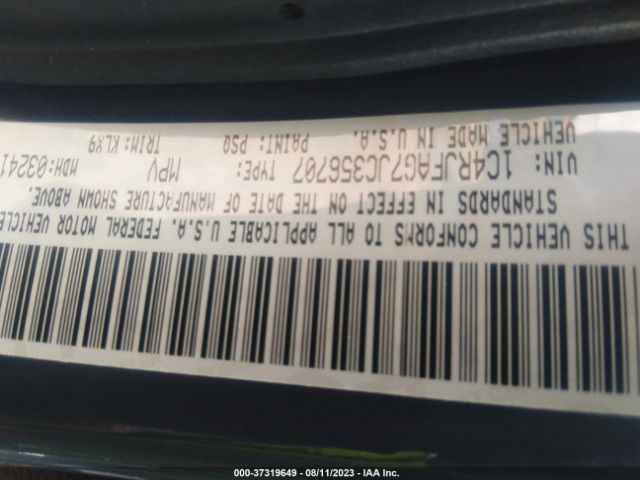 THIS VEHICLE CONFORMS TO ALL APPLICABLE U.S.A. FEDERAL MOTOR VEHICLE
STANDARDS IN EFFECT ON THE DATE OF MANUFACTURE SHOWN ABOVE.
VIN: 1C4RJFAG7JC356707 TYPE: MPV MDH:03241
VEHICLE MADE IN U.S.A. PAINT: PSQ TRIM: KLX9
000-37319649 - 08/11/2023 - IAA Inc.